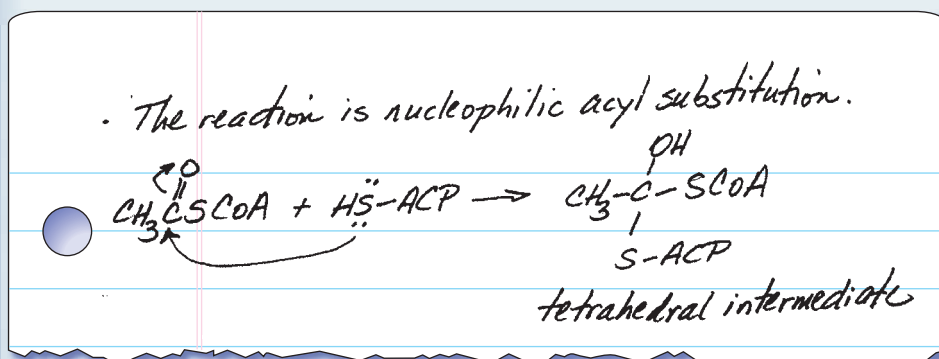 . The reaction is nucleophilic acyl substitution.
O OH
CH3CSCoA + HS-ACP → CH3-C-SCoA
S-ACP
tetrahedral intermediate